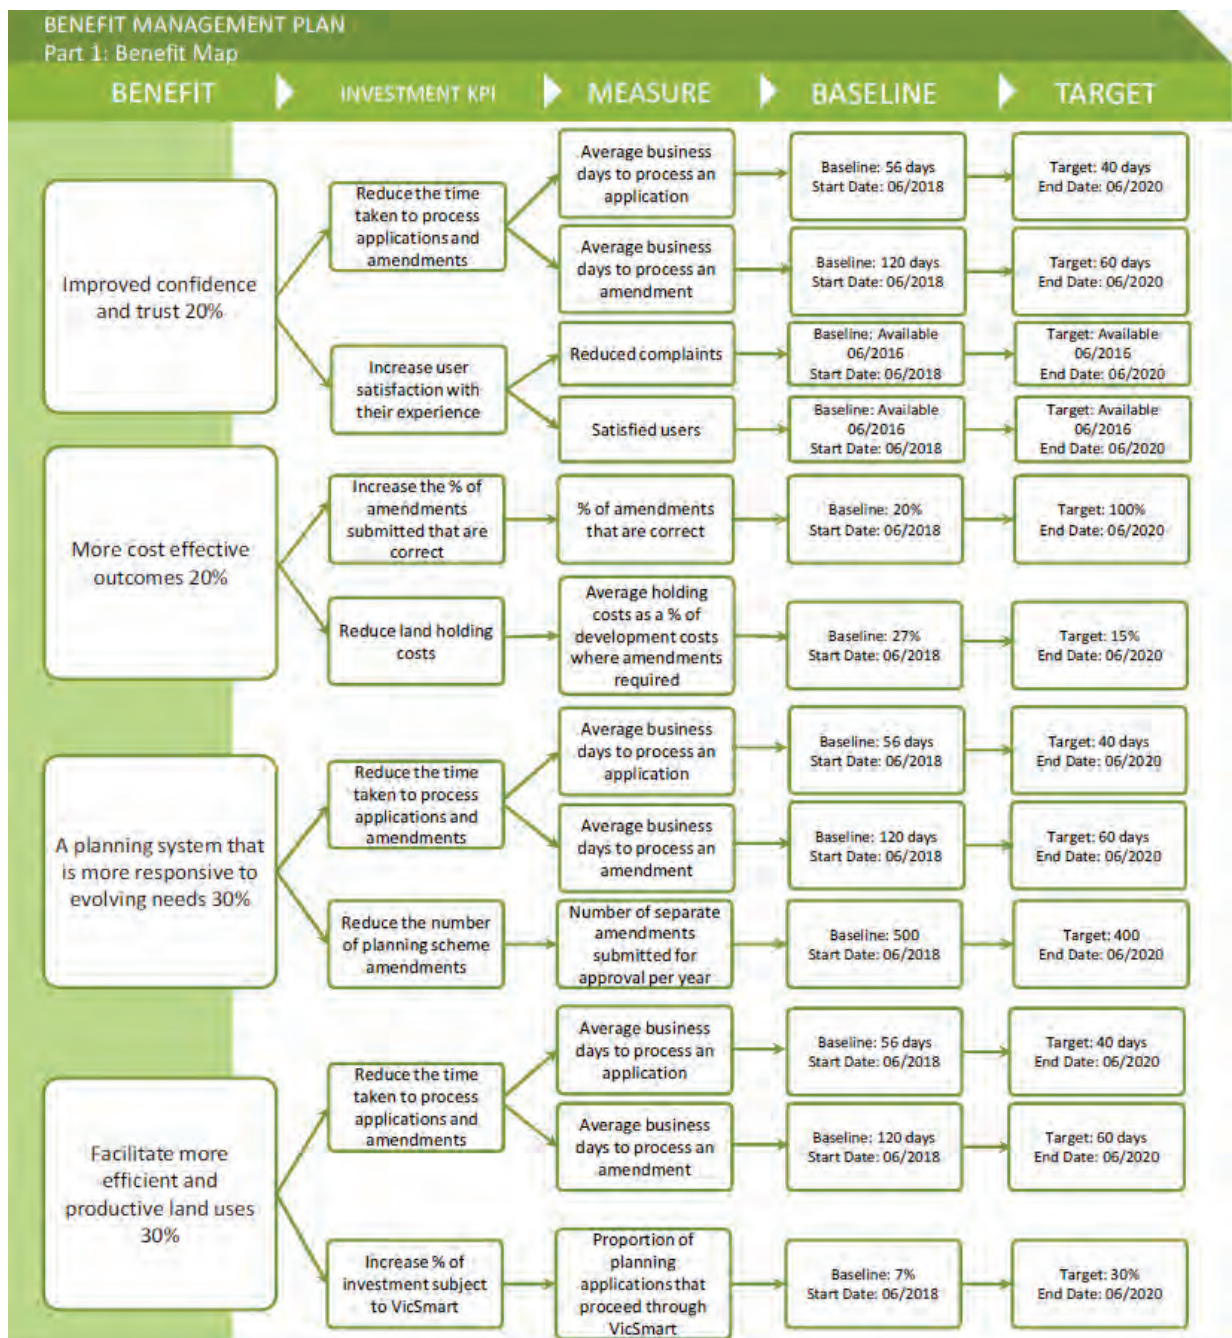 BENEFIT MANAGEMENT PLAN
Part 1: Benefit Map
BENEFIT
INVESTMENT KPI
MEASURE
BASELINE
TARGET
Improved confidence
and trust 20%
Reduce the time
taken to process
applications and
amendments
Average business
days to process an
application
Baseline: 56 days
Start Date: 06/2018
Target: 40 days
End Date: 06/2020
Average business
days to process an
amendment
Baseline: 120 days
Start Date: 06/2018
Target: 60 days
End Date: 06/2020
Increase user
satisfaction with
their experience
Reduced complaints
Baseline: Available
06/2016
Start Date: 06/2018
Target: Available
06/2016
End Date: 06/2020
Satisfied users
Baseline: Available
06/2016
Start Date: 06/2018
Target: Available
06/2016
End Date: 06/2020
More cost effective
outcomes 20%
Increase the % of
amendments
submitted that are
correct
% of amendments
that are correct
Baseline: 20%
Start Date: 06/2018
Target: 100%
End Date: 06/2020
Reduce land holding
costs
Average holding
costs as a % of
development costs
where amendments
required
Baseline: 27%
Start Date: 06/2018
Target: 15%
End Date: 06/2020
A planning system that
is more responsive to
evolving needs 30%
Reduce the time
taken to process
applications and
amendments
Average business
days to process an
application
Baseline: 56 days
Start Date: 06/2018
Target: 40 days
End Date: 06/2020
Average business
days to process an
amendment
Baseline: 120 days
Start Date: 06/2018
Target: 60 days
End Date: 06/2020
Reduce the number
of planning scheme
amendments
Number of separate
amendments
submitted for
approval per year
Baseline: 500
Start Date: 06/2018
Target: 400
End Date: 06/2020
Facilitate more
efficient and
productive land uses
30%
Reduce the time
taken to process
applications and
amendments
Average business
days to process an
application
Baseline: 56 days
Start Date: 06/2018
Target: 40 days
End Date: 06/2020
Average business
days to process an
amendment
Baseline: 120 days
Start Date: 06/2018
Target: 60 days
End Date: 06/2020
Increase % of
investment subject
to VicSmart
Proportion of
planning
applications that
proceed through
VicSmart
Baseline: 7%
Start Date: 06/2018
Target: 30%
End Date: 06/2020